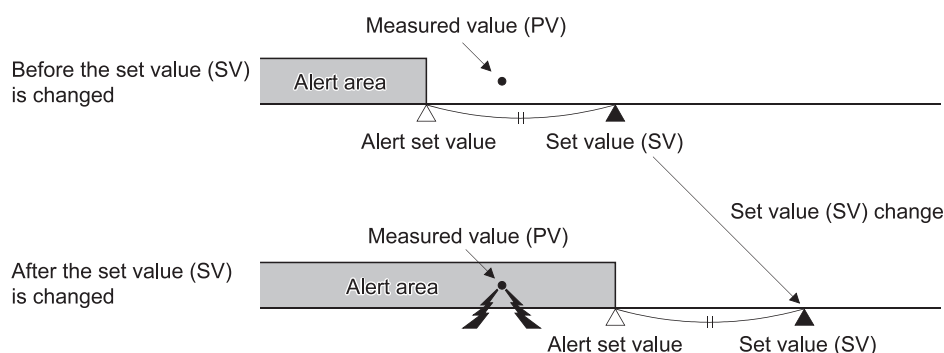 Measured value (PV)
Before the set value (SV)
is changed
Alert area
Alert set value
Set value (SV)
Set value (SV) change
Measured value (PV)
After the set value (SV)
is changed
Alert area
Alert set value
Set value (SV)